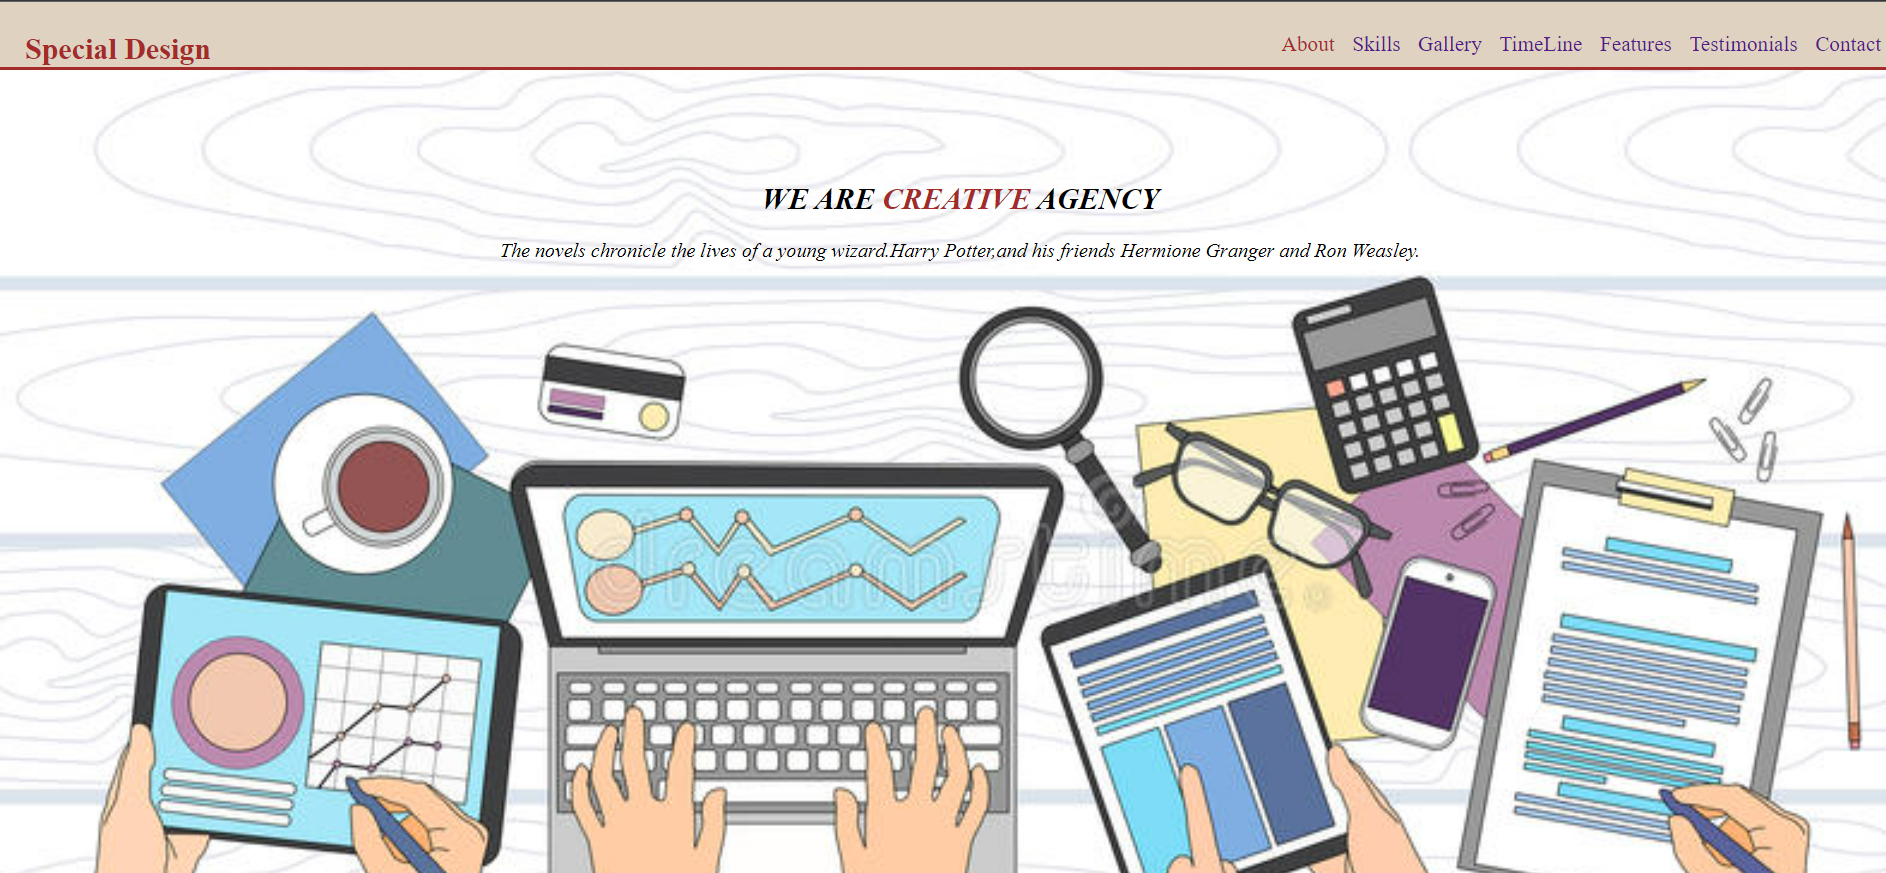 Special Design
About Skills Gallery TimeLine Features Testimonials Contact
WE ARE CREATIVE AGENCY
The novels chronicle the lives of a young wizard.Harry Potter,and his friends Hermione Granger and Ron Weasley.
dreamstime